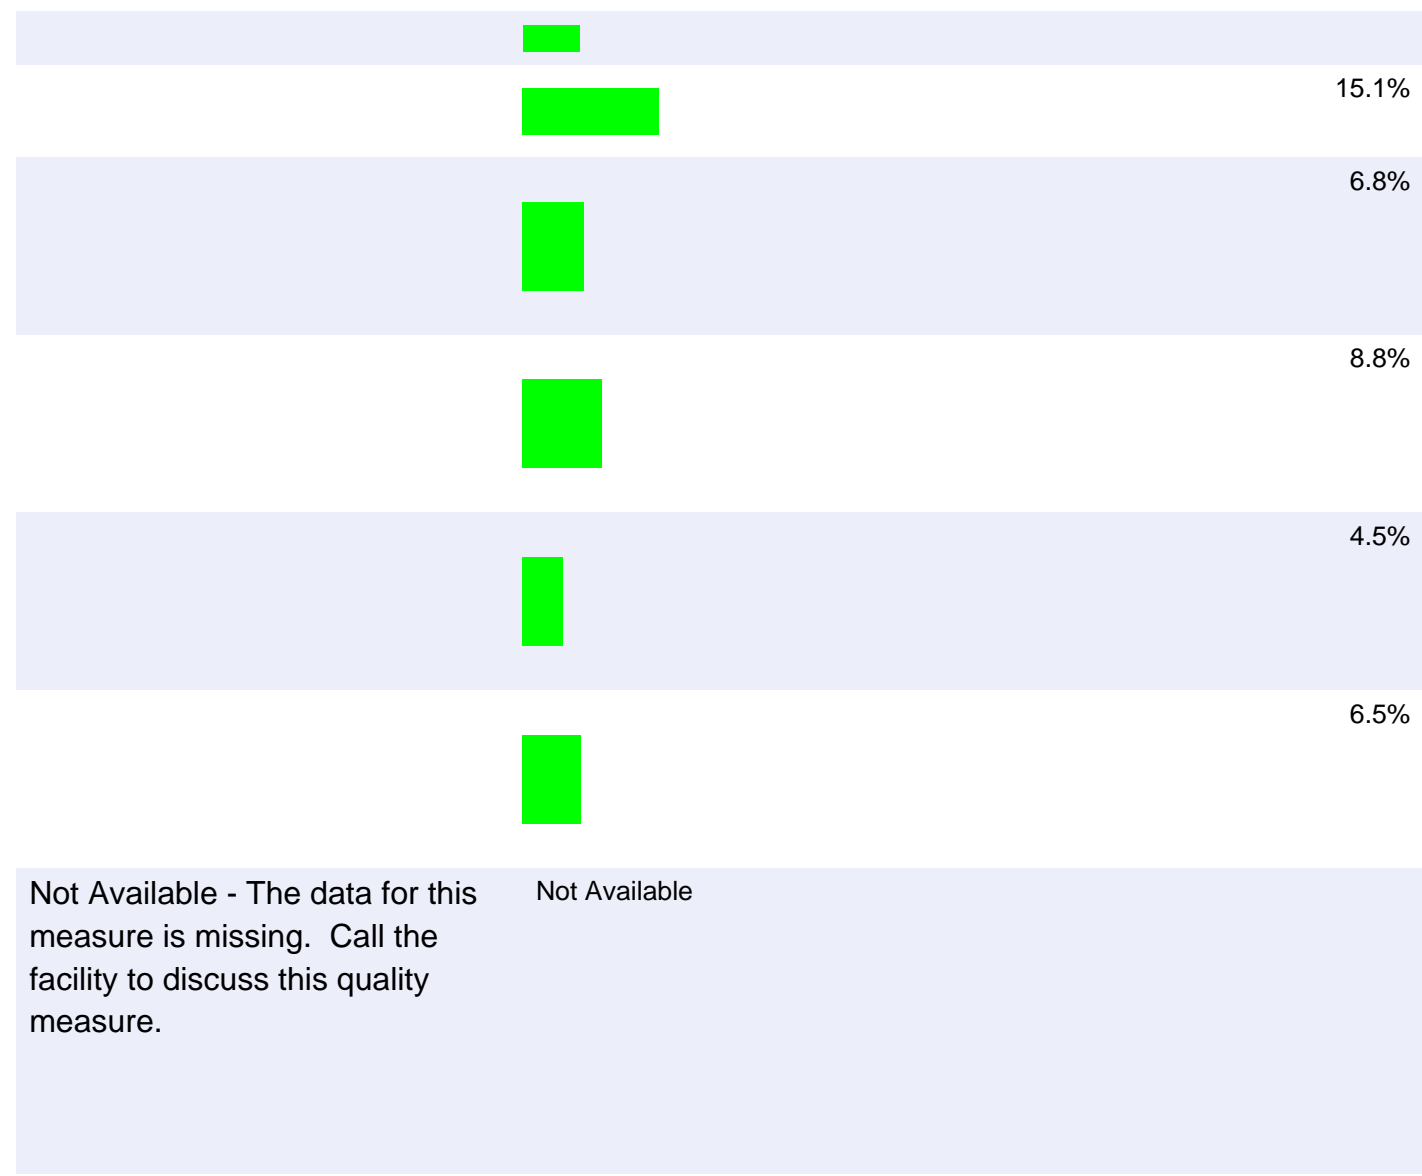 15.1%
6.8%
8.8%
4.5%
6.5%
Not Available - The data for this
measure is missing.  Call the
facility to discuss this quality
measure.
Not Available